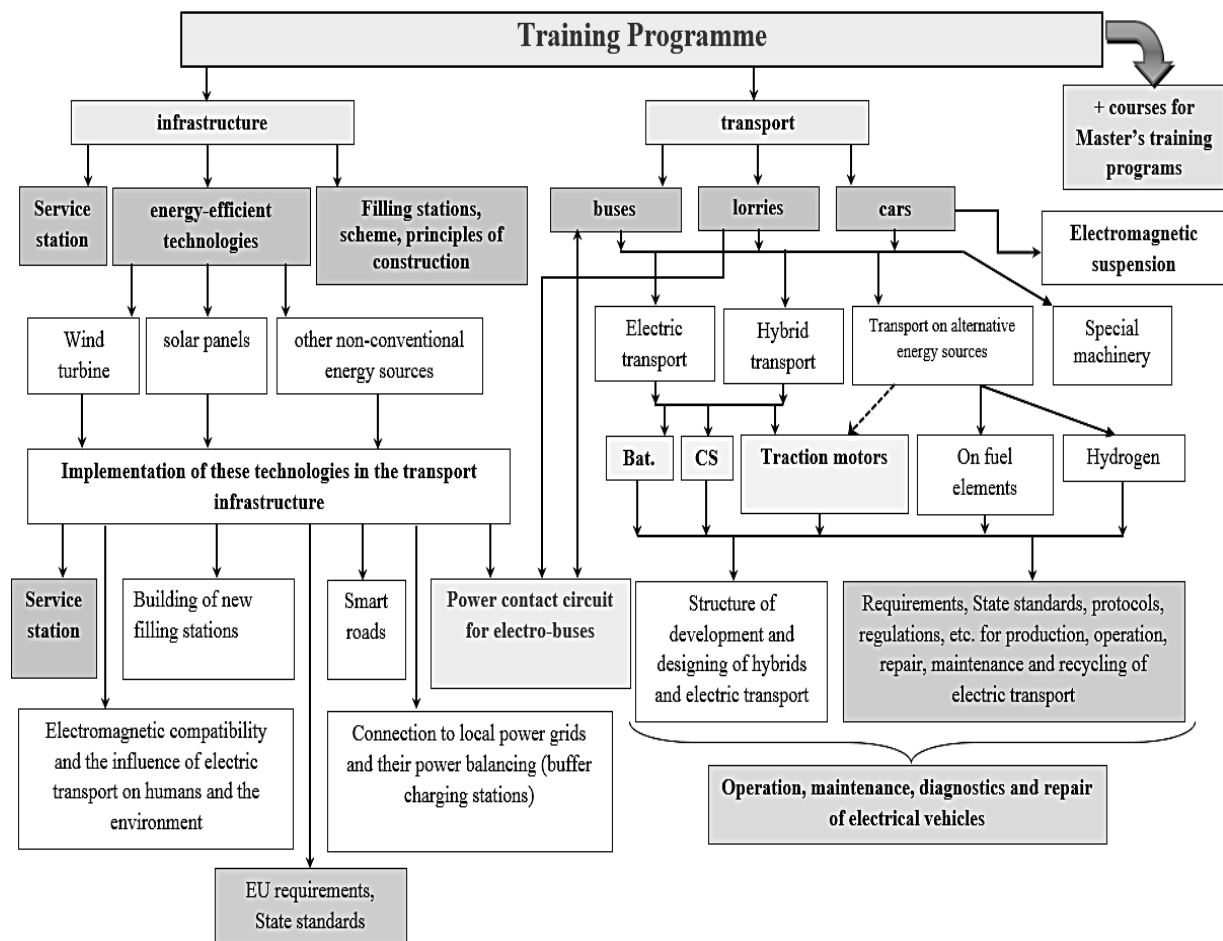 Training Programme
+ courses for
Master's training
programs
infrastructure
transport
Service
station
energy-efficient
technologies
Filling stations,
scheme, principles of
construction
buses
lorries
cars
Electromagnetic
suspension
Wind
turbine
solar panels
other non-conventional
energy sources
Electric
transport
Hybrid
transport
Transport on alternative
energy sources
Special
machinery
Implementation of these technologies in the transport
infrastructure
Bat.
CS
Traction motors
On fuel
elements
Hydrogen
Service
station
Building of new
filling stations
Smart
roads
Power contact circuit
for electro-buses
Structure of
development and
designing of hybrids
and electric transport
Requirements, State standards, protocols,
regulations, etc. for production, operation,
repair, maintenance and recycling of
electric transport
Electromagnetic compatibility
and the influence of electric
transport on humans and the
environment
Connection to local power grids
and their power balancing (buffer
charging stations)
Operation, maintenance, diagnostics and repair
of electrical vehicles
EU requirements,
State standards